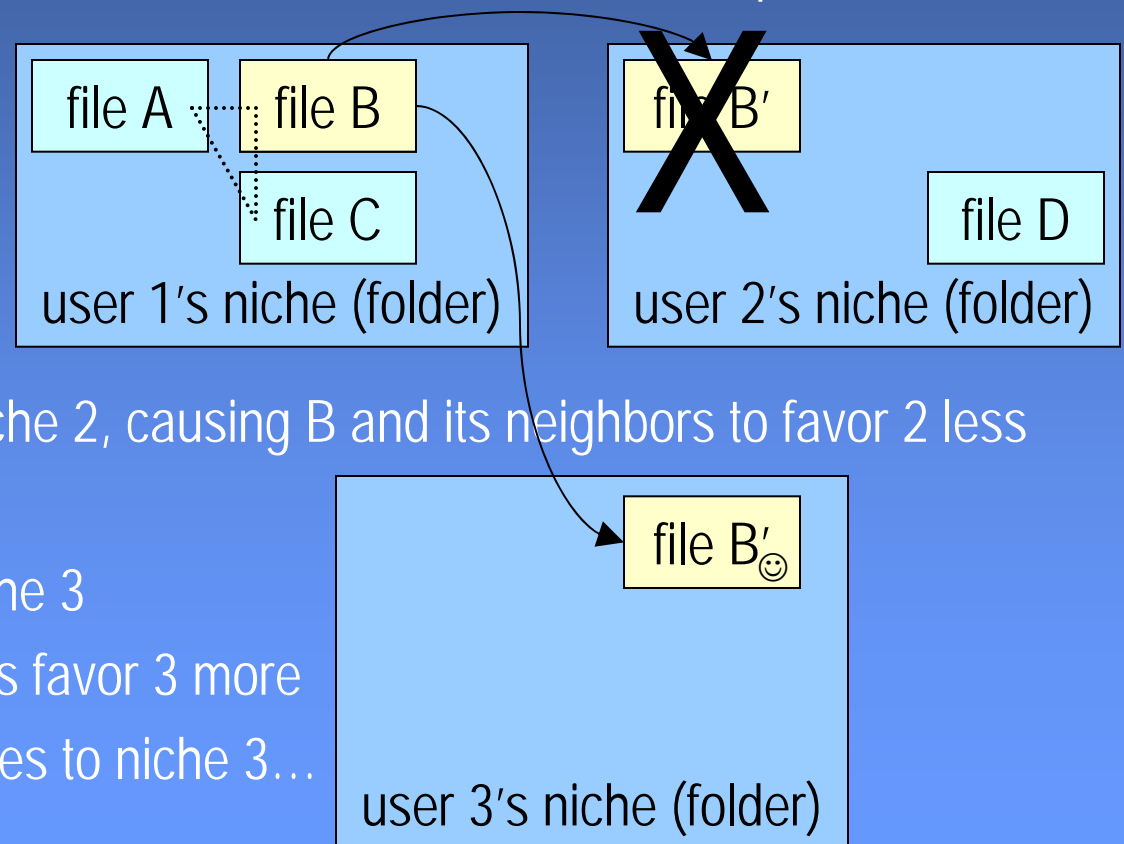 file A
file B
file B′
file C
file D
user 1's niche (folder)
user 2's niche (folder)
che 2, causing B and its neighbors to favor 2 less
file B′
he 3
s favor 3 more
es to niche 3…
user 3's niche (folder)